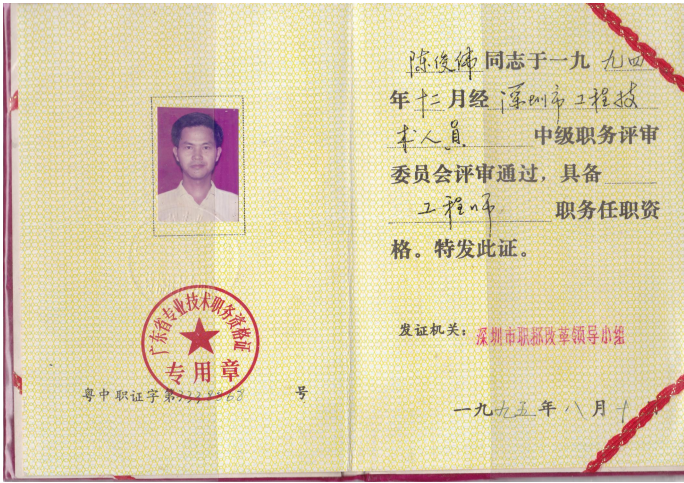 广东省专业技术职务资格证
专用章
粤中职证字第 号
陈俊伟同志于一九九四
年十二月经深圳市工程技
术人员中级职务评审
委员会评审通过，具备
工程师职务任职资
格。特发此证。
发证机关：深圳市职称改革领导小组
一九九五年八月十日